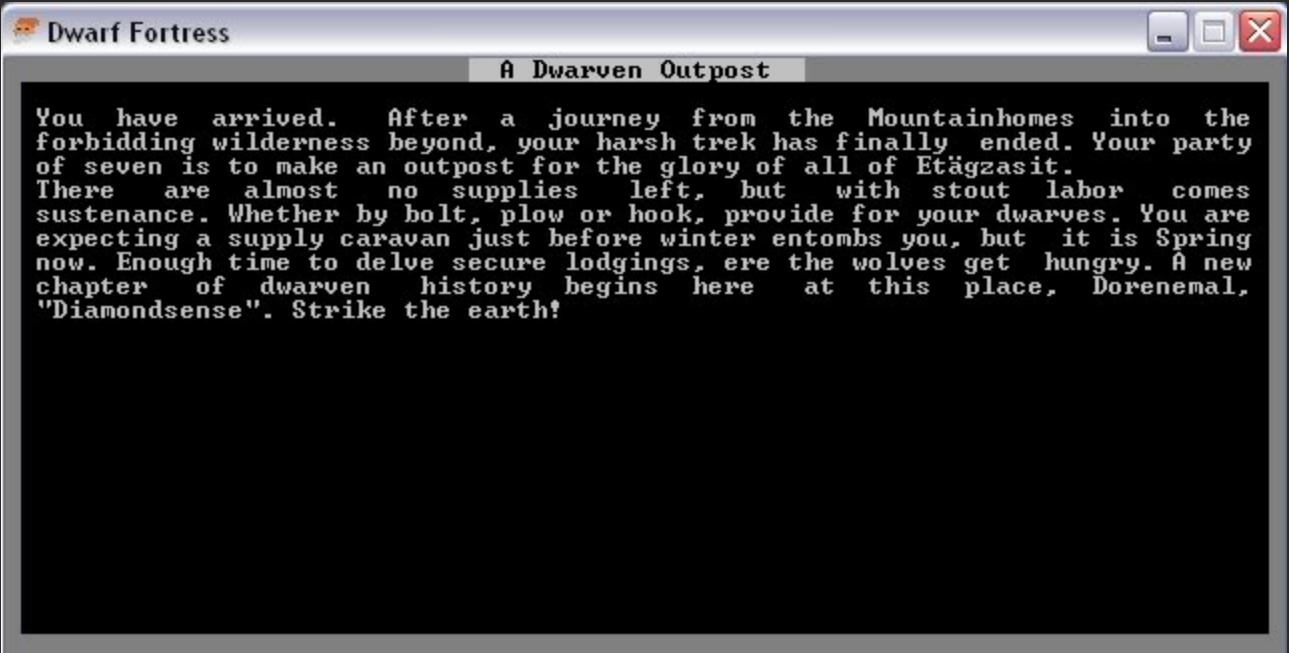 Dwarf Fortress
A Dwarven Outpost
You have arrived. After a journey from the Mountainhomes into the
forbidding wilderness beyond, your harsh trek has finally ended. Your party
of seven is to make an outpost for the glory of all of Etägzasit.
There are almost no supplies left, but with stout labor comes
sustenance. Whether by bolt, plow or hook, provide for your dwarves. You are
expecting a supply caravan just before winter entombs you, but it is Spring
now. Enough time to delve secure lodgings, ere the wolves get hungry. A new
chapter of dwarven history begins here at this place, Dorenemal,
"Diamondsense". Strike the earth!